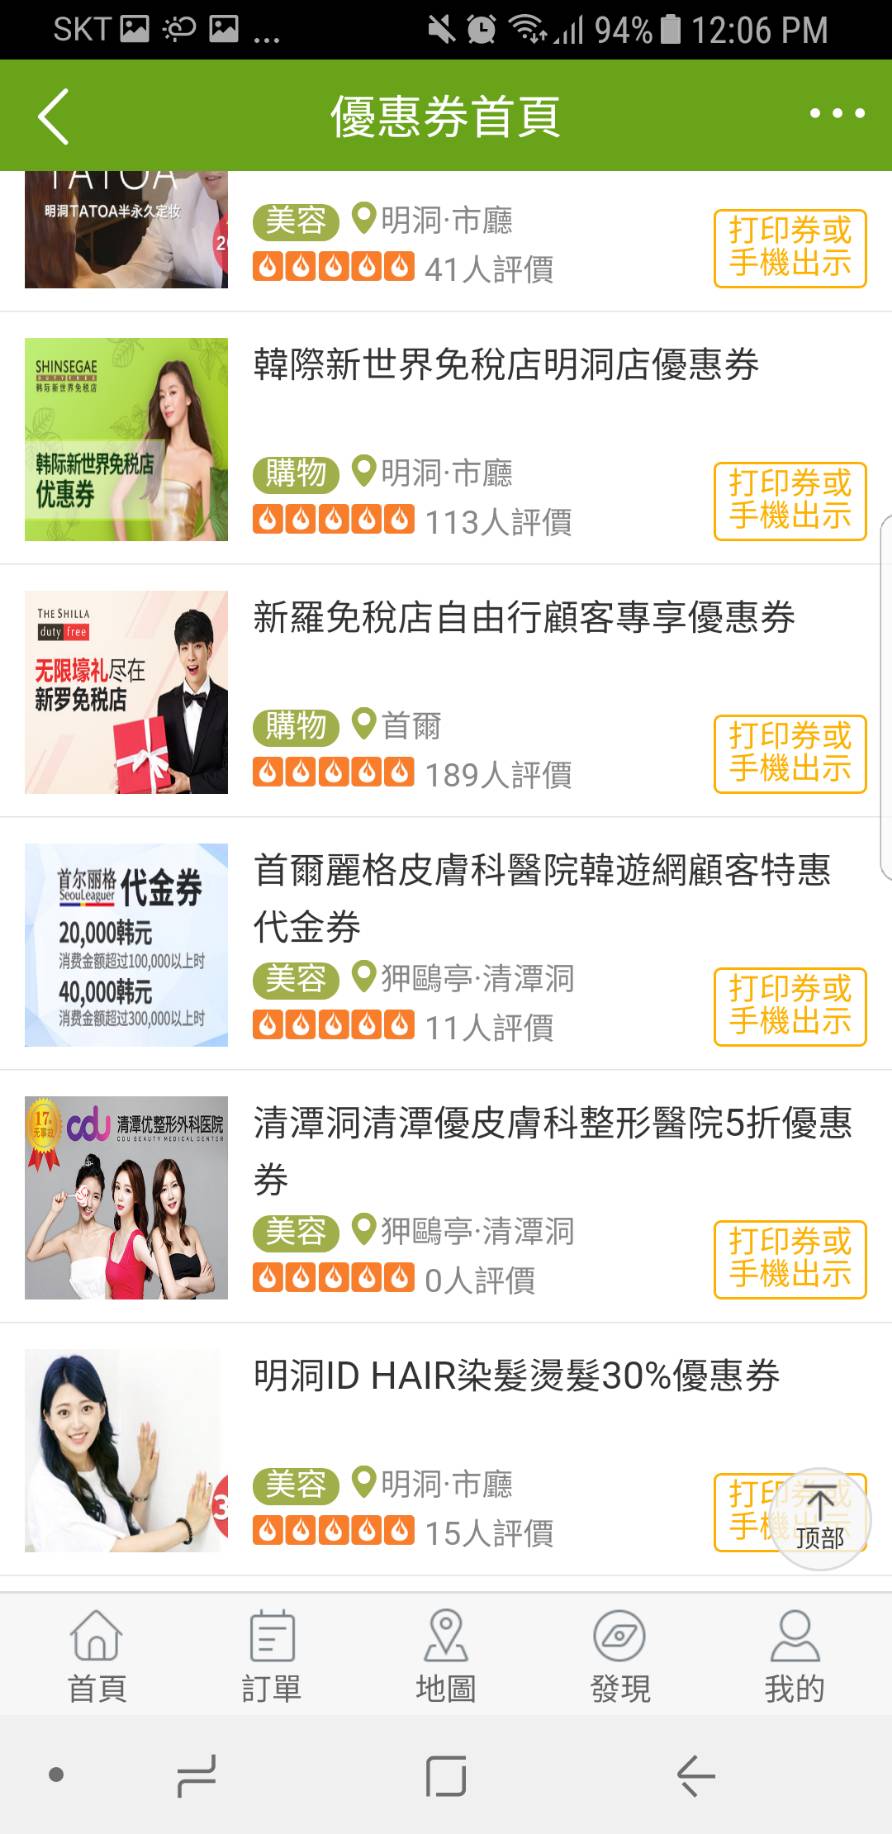 SKT ... 94% 12:06 PM
優惠券首頁
TATOA
明洞TATOA半永久定妆
2
美容 明洞·市廳
41人評價
打印券或
手機出示
SHINSEGAE
韩际新世界免税店
韩际新世界免税店
优惠券
韓際新世界免稅店明洞店優惠券
購物 明洞·市廳
113人評價
打印券或
手機出示
THE SHILLA
duty free
无限壕礼尽在
新罗免税店
新羅免稅店自由行顧客專享優惠券
購物 首爾
189人評價
打印券或
手機出示
首尔丽格 代金券
SeouLeaguer
20,000韩元
消费金额超过100,000以上时
40,000韩元
消费金额超过300,000以上时
首爾麗格皮膚科醫院韓遊網顧客特惠
代金券
美容 狎鷗亭·清潭洞
11人評價
打印券或
手機出示
17年
无事故
cdu 清潭优整形外科医院
CDU BEAUTY MEDICAL CENTER
清潭洞清潭優皮膚科整形醫院5折優惠
券
美容 狎鷗亭·清潭洞
0人評價
打印券或
手機出示
3
明洞ID HAIR染髮燙髮30%優惠券
美容 明洞·市廳
15人評價
打印券或
手機出示
顶部
首頁 訂單 地圖 發現 我的